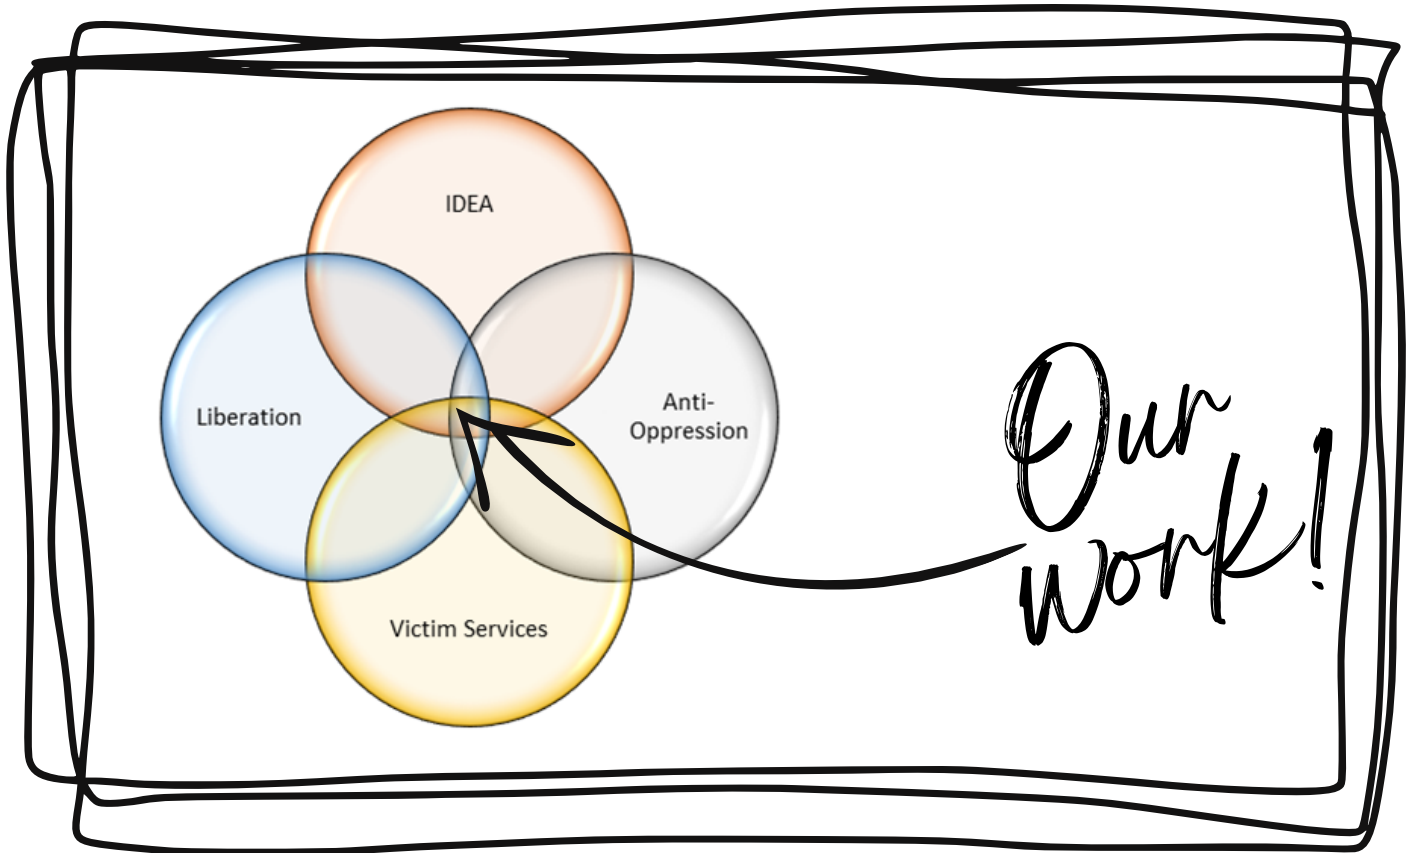 IDEA
Liberation
Anti-
Oppression
Victim Services
Our
work!